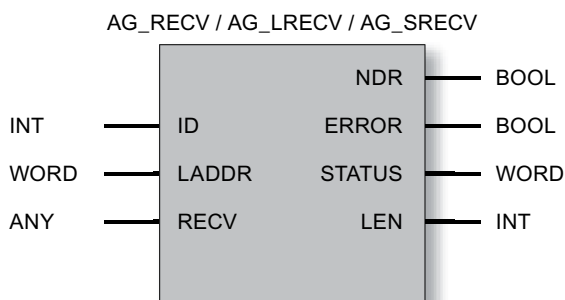 AG_RECV / AG_LRECV / AG_SRECV
NDR BOOL
INT ID ERROR BOOL
WORD LADDR STATUS WORD
ANY RECV LEN INT